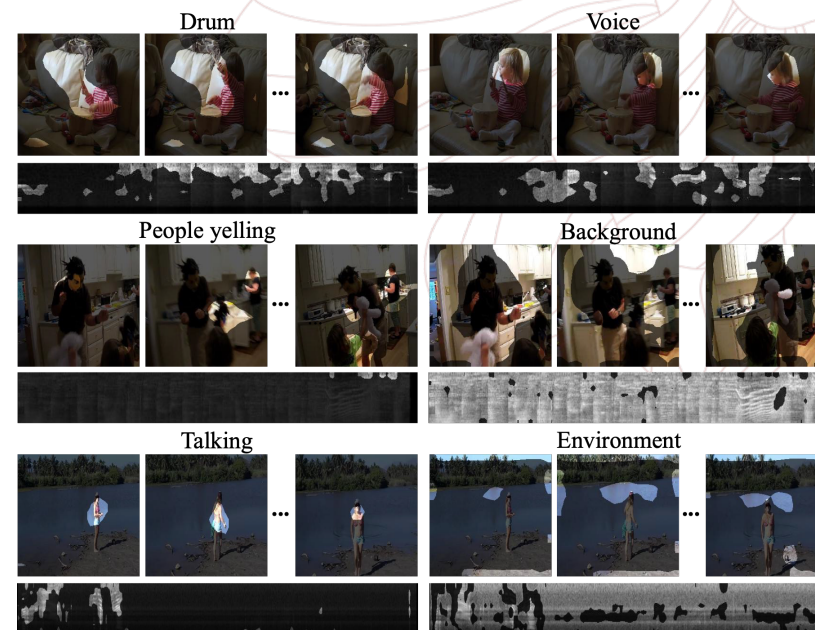 Drum
Voice
...
...
People yelling
Background
...
...
Talking
Environment
...
...